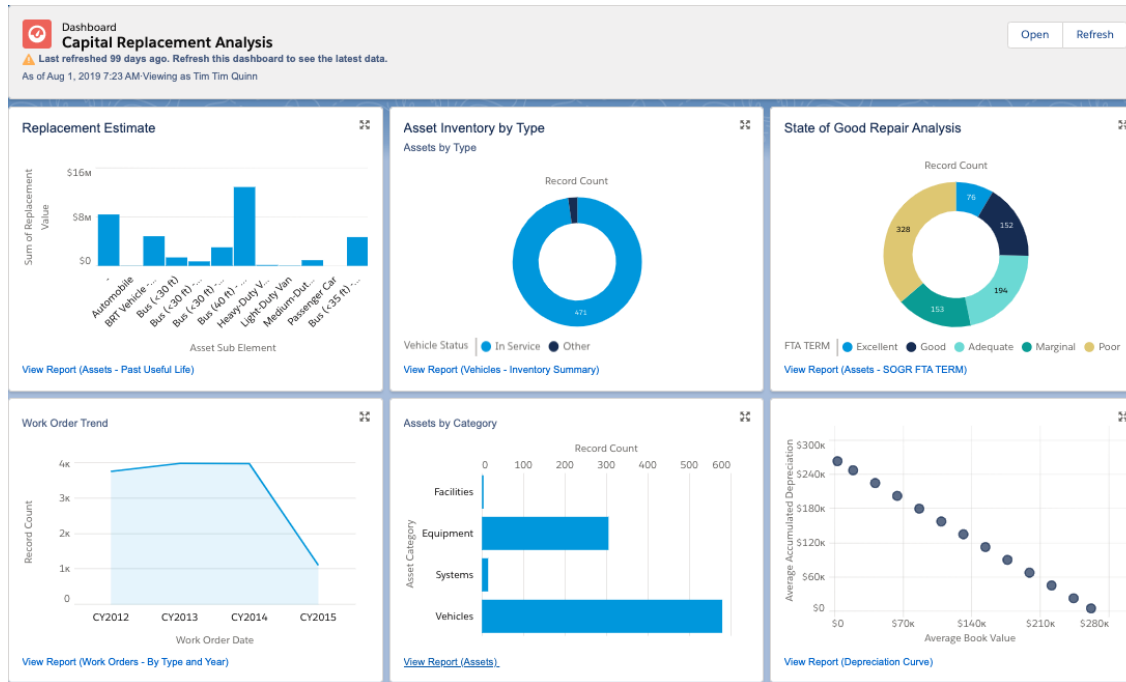 Dashboard
Capital Replacement Analysis
Last refreshed 99 days ago. Refresh this dashboard to see the latest data.
As of Aug 1, 2019 7:23 AM·Viewing as Tim Tim Quinn
Open
Refresh
Replacement Estimate
Sum of Replacement
Value
$16M
$8M
$0
-
Automobile
BRT Vehicle -...
Bus (<30 ft)
Bus (<30 ft) -...
Bus (<30 ft) -...
Bus (40 ft) - ...
Heavy-Duty V...
Light-Duty Van
Medium-Dut...
Passenger Car
Bus (<35 ft) -...
Asset Sub Element
View Report (Assets - Past Useful Life)
Asset Inventory by Type
Assets by Type
Record Count
471
Vehicle Status
In Service
Other
View Report (Vehicles - Inventory Summary)
State of Good Repair Analysis
Record Count
76
152
194
153
328
FTA TERM
Excellent
Good
Adequate
Marginal
Poor
View Report (Assets - SOGR FTA TERM)
Work Order Trend
Record Count
4K
3K
2K
1K
0
CY2012
CY2013
CY2014
CY2015
Work Order Date
View Report (Work Orders - By Type and Year)
Assets by Category
Record Count
0
100
200
300
400
500
600
Asset Category
Facilities
Equipment
Systems
Vehicles
View Report (Assets)
Average Accumulated Depreciation
$300K
$240K
$180K
$120K
$60K
$0
$0
$70K
$140K
$210K
$280K
Average Book Value
View Report (Depreciation Curve)